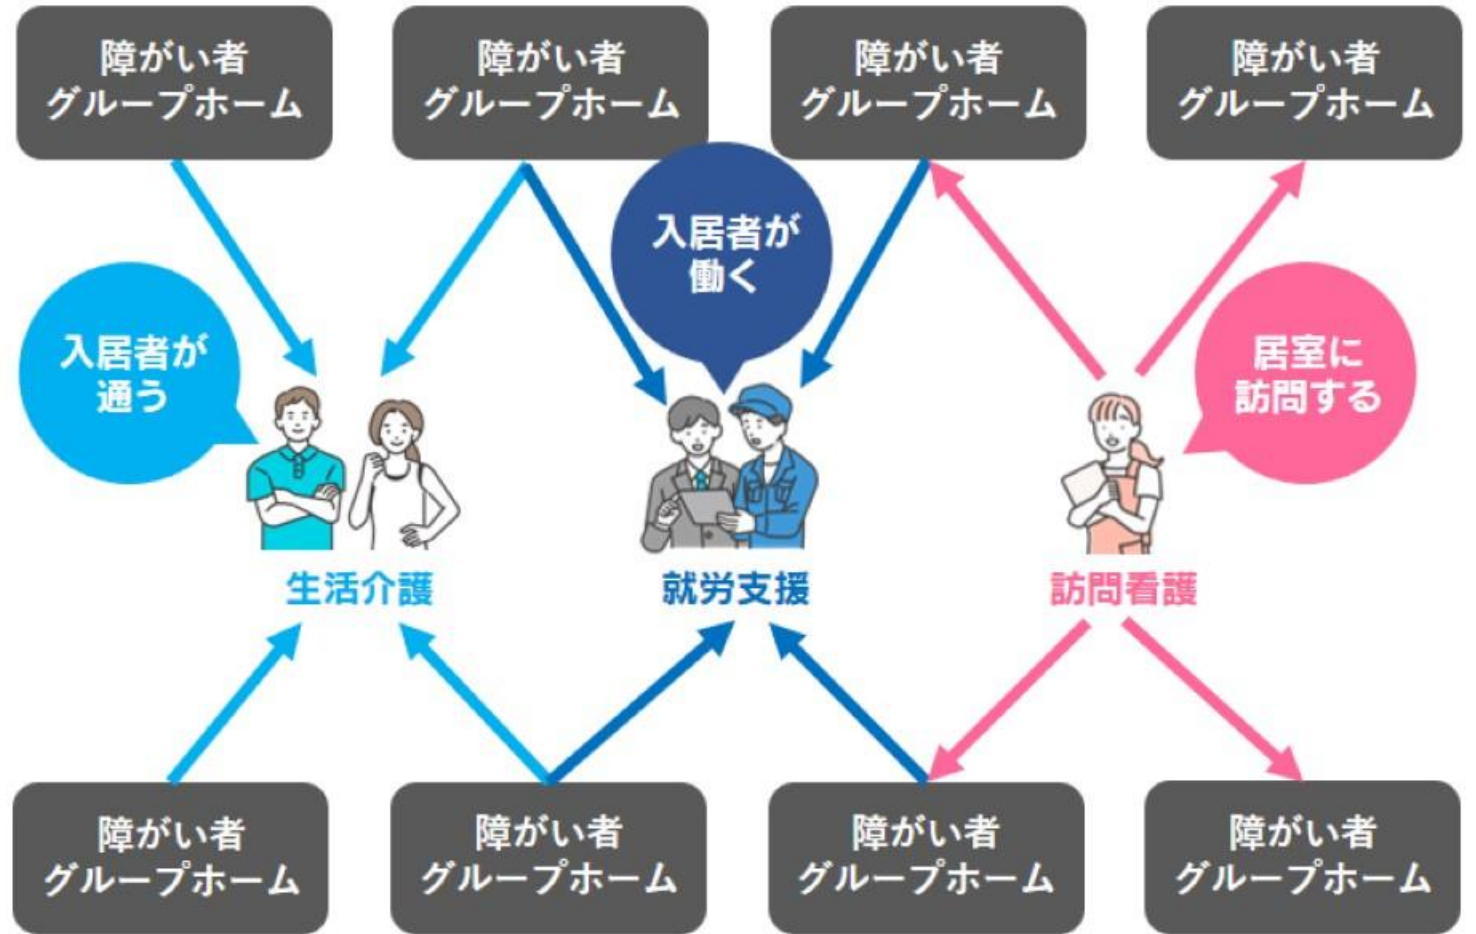 障がい者
グループホーム
障がい者
グループホーム
障がい者
グループホーム
障がい者
グループホーム
入居者が
働く
入居者が
通う
居室に
訪問する
生活介護
就労支援
訪問看護
障がい者
グループホーム
障がい者
グループホーム
障がい者
グループホーム
障がい者
グループホーム